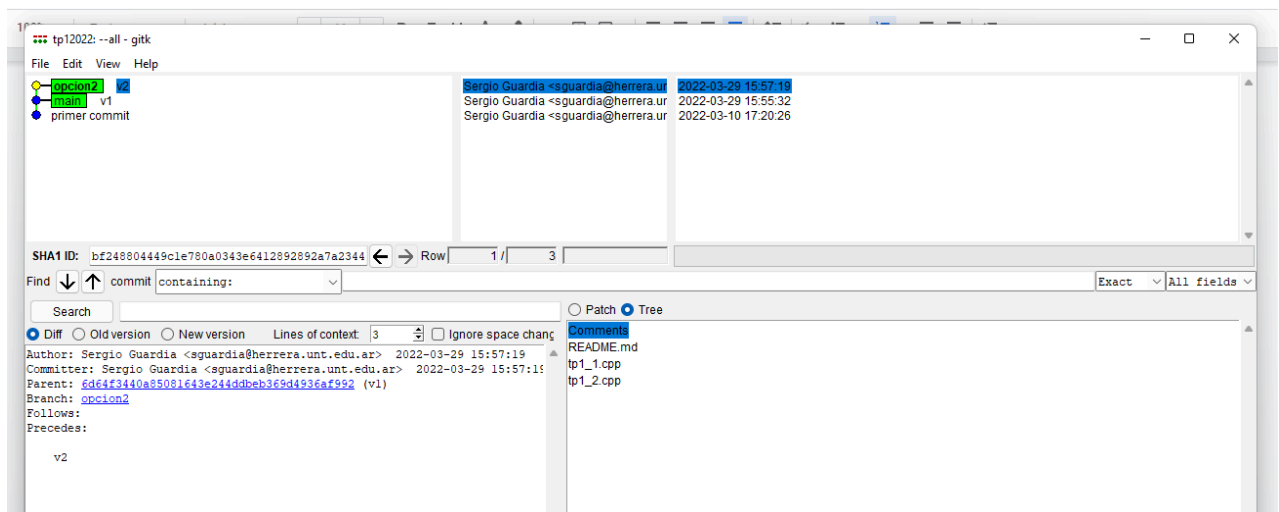 tp12022: --all - gitk
File Edit View Help
opcion2 v2 Sergio Guardia <sguardia@herrera.ur 2022-03-29 15:57:19
main v1 Sergio Guardia <sguardia@herrera.ur 2022-03-29 15:55:32
primer commit Sergio Guardia <sguardia@herrera.ur 2022-03-10 17:20:26
SHA1 ID: bf248804449c1e780a0343e6412892892a7a2344 Row 1 / 3
Find commit containing: Exact All fields
Search
Patch Tree
Diff Old version New version Lines of context: 3 Ignore space chang
Author: Sergio Guardia <sguardia@herrera.unt.edu.ar> 2022-03-29 15:57:19
Committer: Sergio Guardia <sguardia@herrera.unt.edu.ar> 2022-03-29 15:57:19
Parent: 6d64f3440a85081643e244ddbeb369d4936af992 (v1)
Branch: opcion2
Follows:
Precedes:
v2
Comments
README.md
tp1_1.cpp
tp1_2.cpp